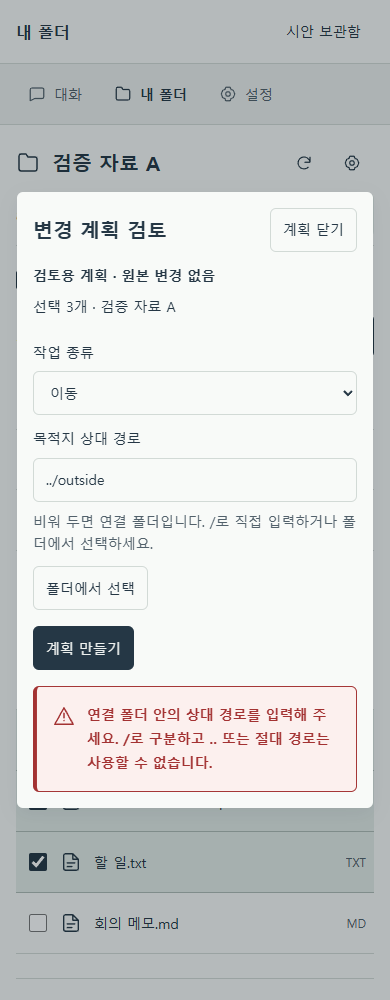 내 폴더
시안 보관함
대화
내 폴더
설정
검증 자료 A
변경 계획 검토
계획 닫기
검토용 계획 · 원본 변경 없음
선택 3개 · 검증 자료 A
작업 종류
이동
목적지 상대 경로
../outside
비워 두면 연결 폴더입니다. /로 직접 입력하거나 폴
더에서 선택하세요.
폴더에서 선택
계획 만들기
연결 폴더 안의 상대 경로를 입력해 주
세요. /로 구분하고 .. 또는 절대 경로는
사용할 수 없습니다.
할 일.txt
TXT
회의 메모.md
MD